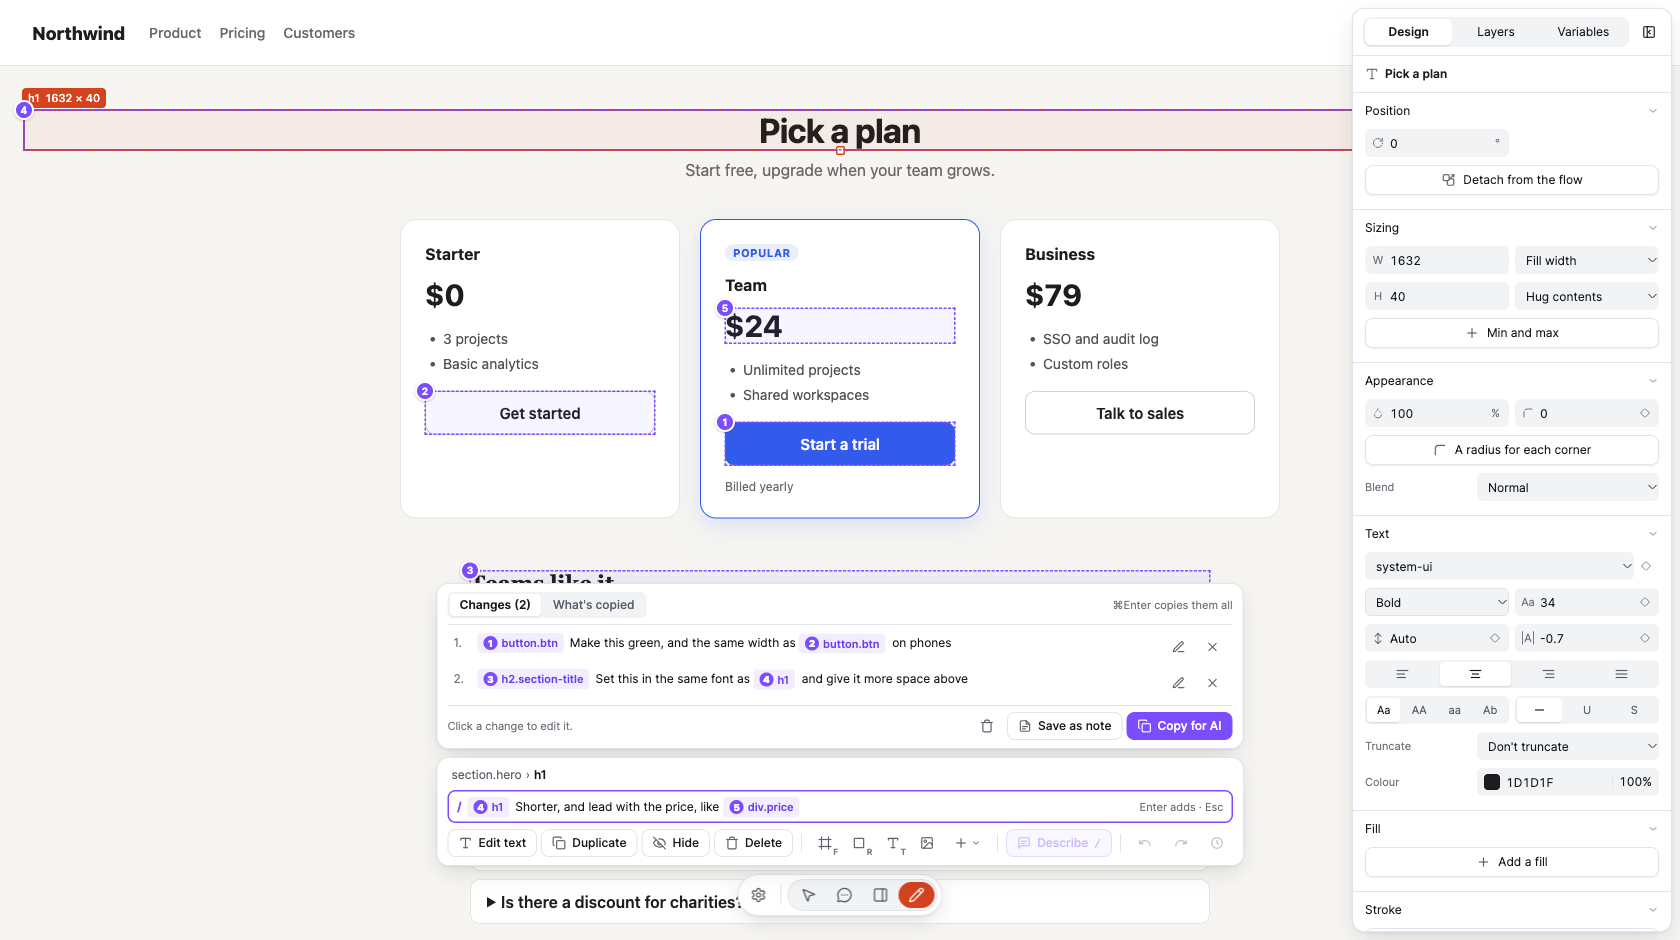 Northwind Product Pricing Customers
h1 1632 × 40
4
Pick a plan
Start free, upgrade when your team grows.
Starter
$0
• 3 projects
• Basic analytics
2
Get started
POPULAR
Team
5
$24
• Unlimited projects
• Shared workspaces
1
Start a trial
Billed yearly
Business
$79
• SSO and audit log
• Custom roles
Talk to sales
3
Teams like it
Changes (2) What's copied ⌘Enter copies them all
1. 1 button.btn Make this green, and the same width as 2 button.btn on phones
2. 3 h2.section-title Set this in the same font as 4 h1 and give it more space above
Click a change to edit it. Save as note Copy for AI
section.hero › h1
/ 4 h1 Shorter, and lead with the price, like 5 div.price Enter adds · Esc
Edit text Duplicate Hide Delete F R T Describe /
Is there a discount for charities?
Design Layers Variables
Pick a plan
Position
0 °
Detach from the flow
Sizing
W 1632 Fill width
H 40 Hug contents
Min and max
Appearance
100 % 0
A radius for each corner
Blend Normal
Text
system-ui
Bold Aa 34
Auto |A| -0.7
Aa AA aa Ab — U S
Truncate Don't truncate
Colour 1D1D1F 100%
Fill
Add a fill
Stroke